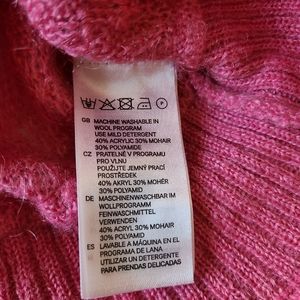 GB MACHINE WASHABLE IN
WOOL PROGRAM
USE MILD DETERGENT
40% ACRYLIC 30% MOHAIR
30% POLYAMIDE
CZ PRATELNÉ V PROGRAMU
PRO VLNU
POUŽIJTE JEMNÝ PRACÍ
PROSTŘEDEK
40% AKRYL 30% MOHÉR
30% POLYAMID
DE MASCHINENWASCHBAR IM
WOLLPROGRAMM
FEINWASCHMITTEL
VERWENDEN
40% ACRYL 30% MOHAIR
30% POLYAMID
ES LAVABLE A MÁQUINA EN EL
PROGRAMA DE LANA
UTILIZAR UN DETERGENTE
PARA PRENDAS DELICADAS